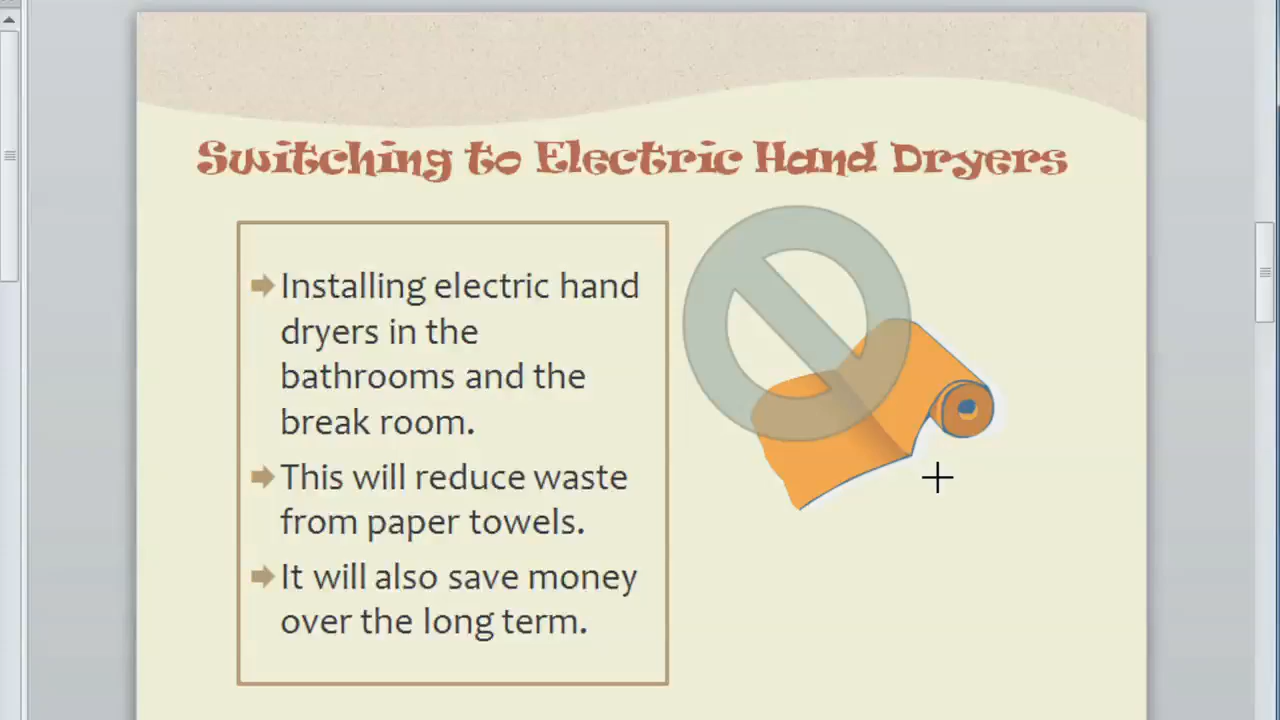 Switching to Electric Hand Dryers
Installing electric hand
dryers in the
bathrooms and the
break room.
This will reduce waste
from paper towels.
It will also save money
over the long term.